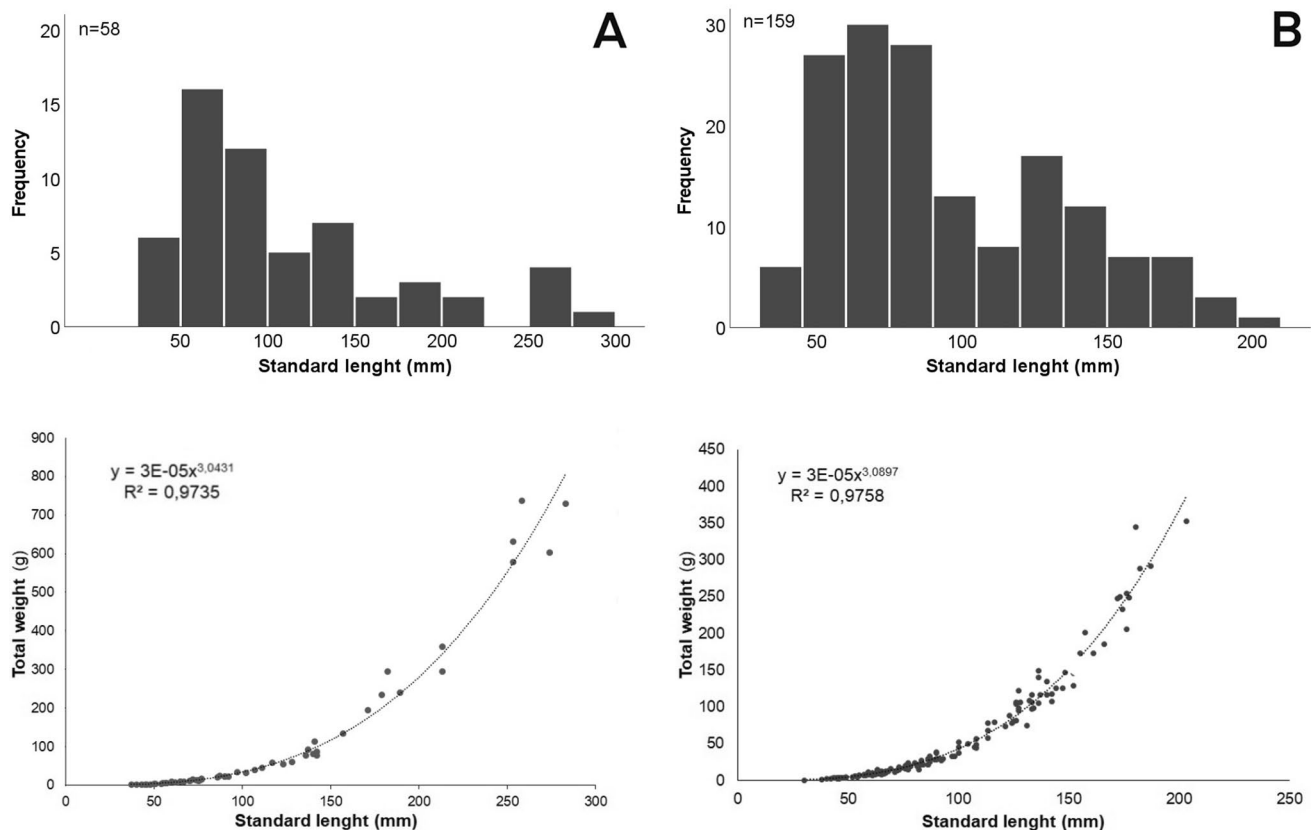 n=58
A
20
15
10
5
0
Frequency
50 100 150 200 250 300
Standard lenght (mm)
n=159
B
30
20
10
0
Frequency
50 100 150 200
Standard lenght (mm)
y = 3E-05x^3,0431
R² = 0,9735
900
800
700
600
500
400
300
200
100
0
Total weight (g)
0 50 100 150 200 250 300
Standard lenght (mm)
y = 3E-05x^3,0897
R² = 0,9758
450
400
350
300
250
200
150
100
50
0
Total weight (g)
0 50 100 150 200 250
Standard lenght (mm)